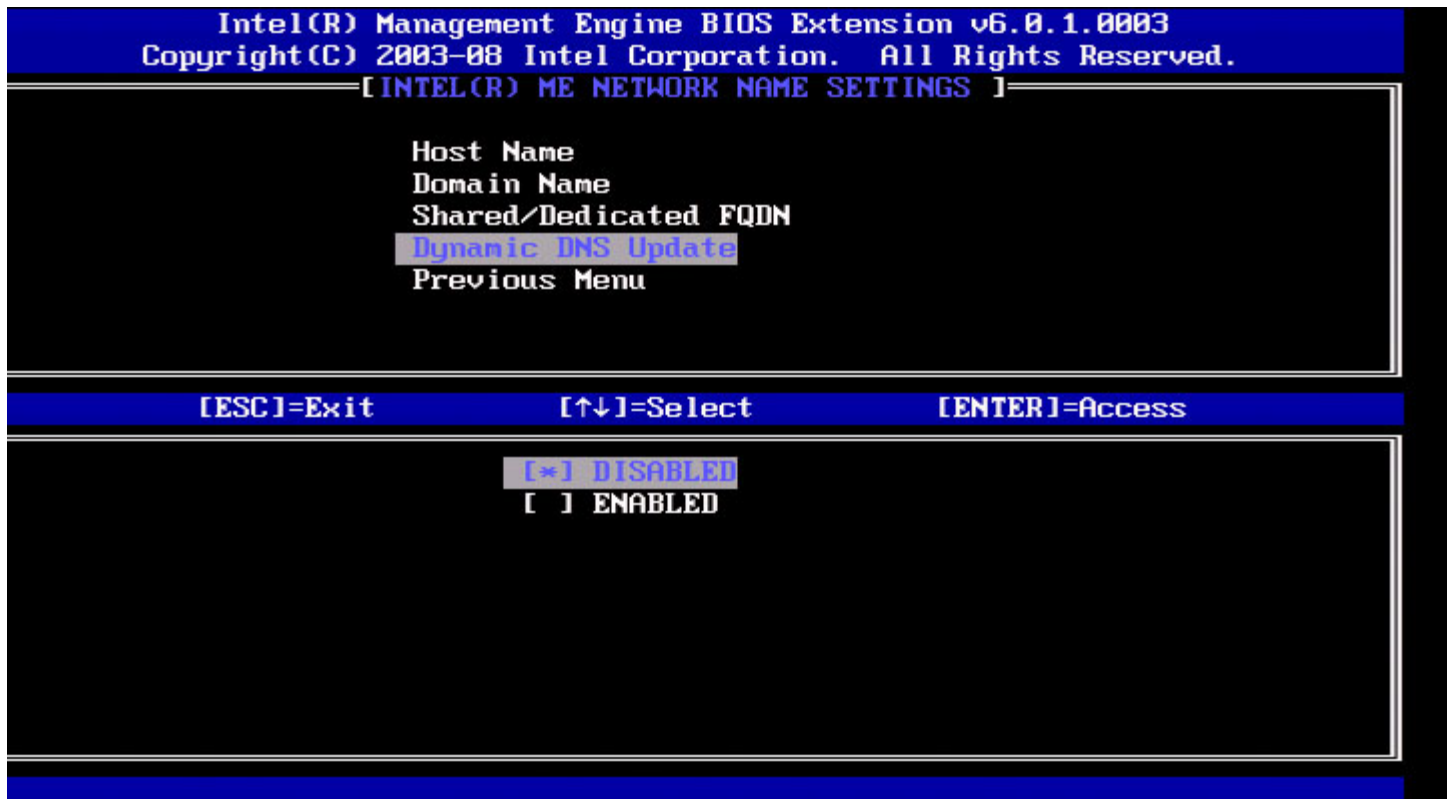 Intel(R) Management Engine BIOS Extension v6.0.1.0003
Copyright(C) 2003-08 Intel Corporation. All Rights Reserved.
[INTEL(R) ME NETWORK NAME SETTINGS ]
Host Name
Domain Name
Shared/Dedicated FQDN
Dynamic DNS Update
Previous Menu
[ESC]=Exit [↑↓]=Select [ENTER]=Access
[*] DISABLED
[ ] ENABLED